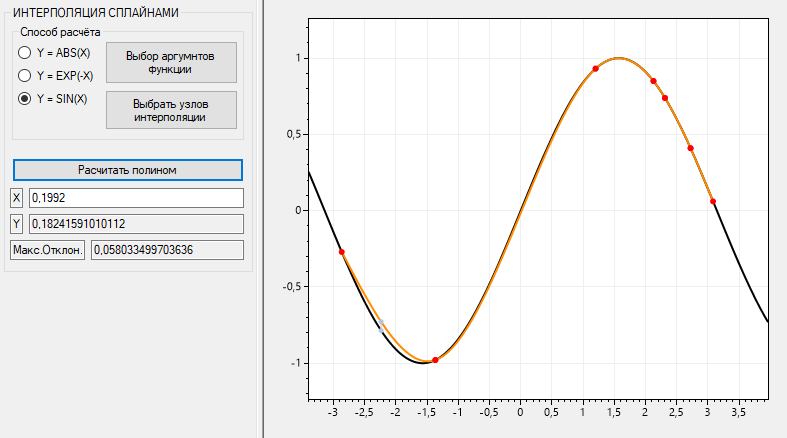 ИНТЕРПОЛЯЦИЯ СПЛАЙНАМИ
Способ расчёта
Y = ABS(X)
Y = EXP(-X)
Y = SIN(X)
Выбор аргумнтов
функции
Выбрать узлов
интерполяции
Расчитать полином
X 0,1992
Y 0,18241591010112
Макс.Отклон. 0,058033499703636
1
0,5
0
-0,5
-1
-3 -2,5 -2 -1,5 -1 -0,5 0 0,5 1 1,5 2 2,5 3 3,5